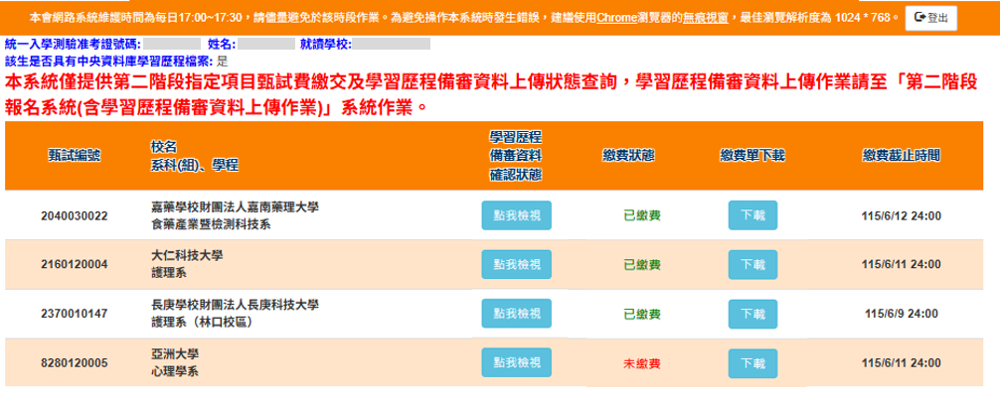 本會網路系統維護時間為每日17:00~17:30，請儘量避免於該時段作業。為避免操作本系統時發生錯誤，建議使用Chrome瀏覽器的無痕視窗，最佳瀏覽解析度為 1024 * 768。 登出
統一入學測驗准考證號碼: 姓名: 就讀學校:
該生是否具有中央資料庫學習歷程檔案: 是
本系統僅提供第二階段指定項目甄試費繳交及學習歷程備審資料上傳狀態查詢，學習歷程備審資料上傳作業請至「第二階段
報名系統(含學習歷程備審資料上傳作業)」系統作業。
甄試編號 校名 系科(組)、學程 學習歷程 備審資料 確認狀態 繳費狀態 繳費單下載 繳費截止時間
2040030022 嘉藥學校財團法人嘉南藥理大學 食藥產業暨檢測科技系 點我檢視 已繳費 下載 115/6/12 24:00
2160120004 大仁科技大學 護理系 點我檢視 已繳費 下載 115/6/11 24:00
2370010147 長庚學校財團法人長庚科技大學 護理系（林口校區） 點我檢視 已繳費 下載 115/6/9 24:00
8280120005 亞洲大學 心理學系 點我檢視 未繳費 下載 115/6/11 24:00